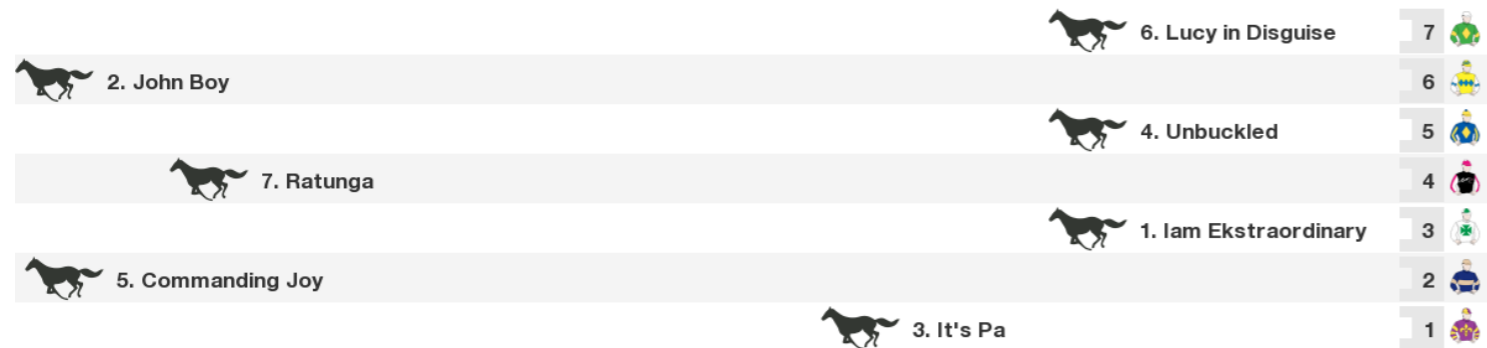 6. Lucy in Disguise 7
2. John Boy 6
4. Unbuckled 5
7. Ratunga 4
1. Iam Ekstraordinary 3
5. Commanding Joy 2
3. It's Pa 1